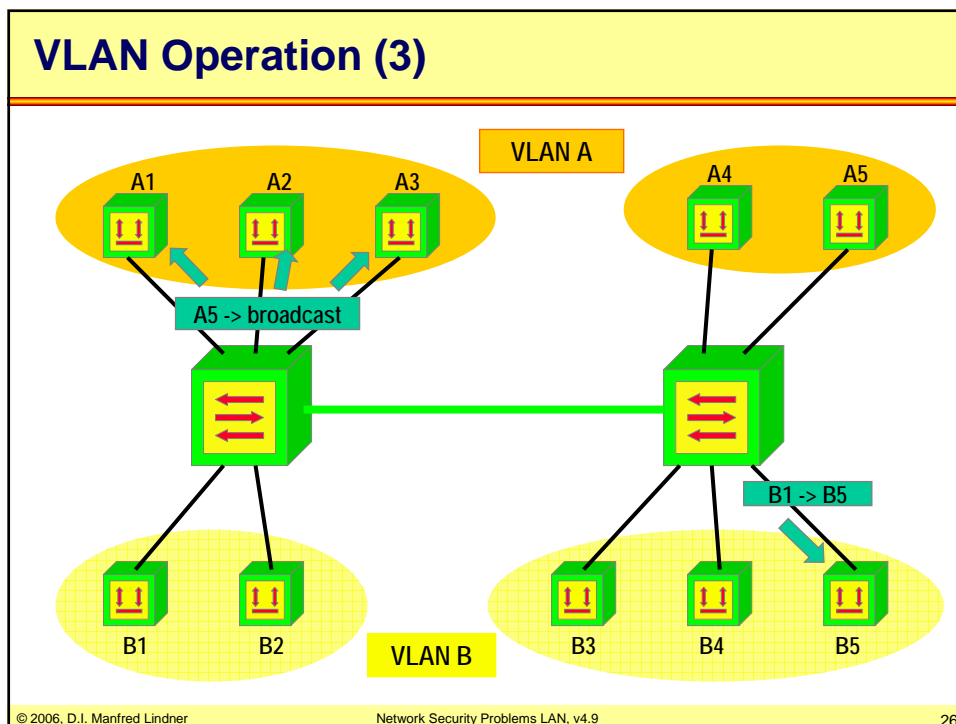 VLAN Operation (3)
VLAN A
A1
A2
A3
A4
A5
A5 -> broadcast
B1 -> B5
B1
B2
VLAN B
B3
B4
B5
© 2006, D.I. Manfred Lindner
Network Security Problems LAN, v4.9
26